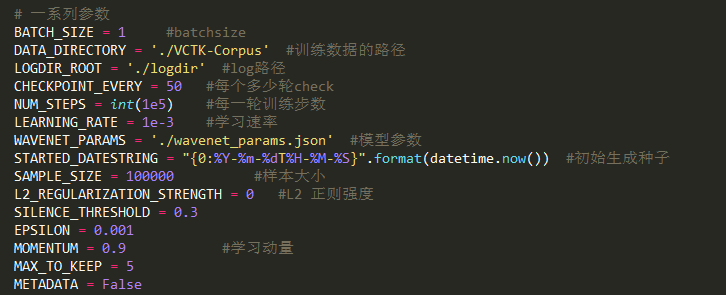 # 一系列参数
BATCH_SIZE = 1 #batchsize
DATA_DIRECTORY = './VCTK-Corpus' #训练数据的路径
LOGDIR_ROOT = './logdir' #log路径
CHECKPOINT_EVERY = 50 #每个多少轮check
NUM_STEPS = int(1e5) #每一轮训练步数
LEARNING_RATE = 1e-3 #学习速率
WAVENET_PARAMS = './wavenet_params.json' #模型参数
STARTED_DATESTRING = "{0:%Y-%m-%dT%H-%M-%S}".format(datetime.now()) #初始生成种子
SAMPLE_SIZE = 100000 #样本大小
L2_REGULARIZATION_STRENGTH = 0 #L2 正则强度
SILENCE_THRESHOLD = 0.3
EPSILON = 0.001
MOMENTUM = 0.9 #学习动量
MAX_TO_KEEP = 5
METADATA = False